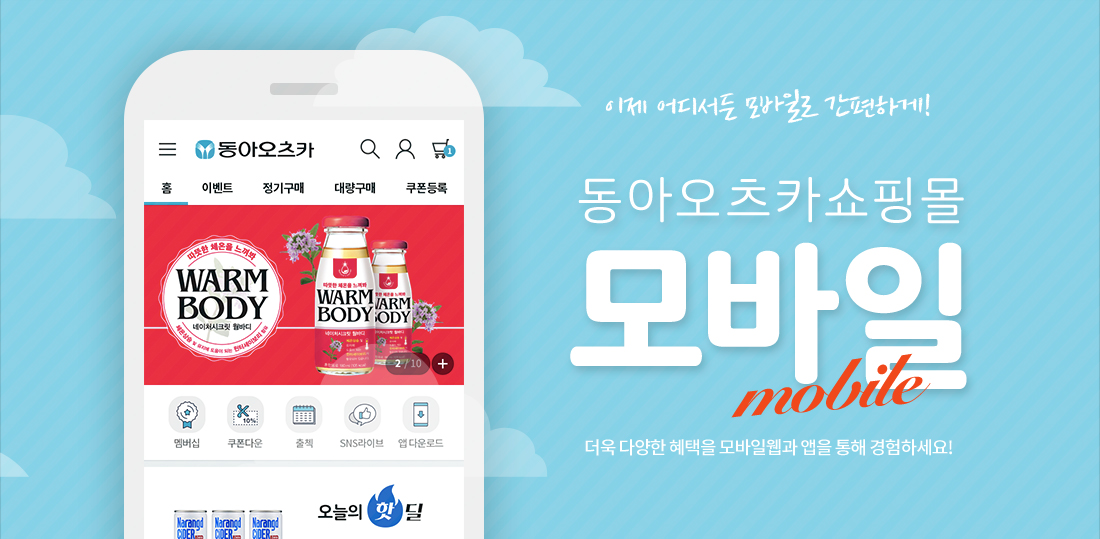 동아오츠카
1
홈 이벤트 정기구매 대량구매 쿠폰등록
따뜻한 체온을 느껴봐
WARM
BODY
네이처시크릿 웜바디
따뜻한 체온을 느껴봐
WARM
BODY
네이처시크릿 웜바디
WARM
BODY
2 / 10 +
10%
멤버십 쿠폰다운 출첵 SNS라이브 앱 다운로드
오늘의 핫 딜
Narangd Narangd Narangd
CIDER CIDER CIDER
이제 어디서든 모바일로 간편하게!
동아오츠카쇼핑몰
모바일
mobile
더욱 다양한 혜택을 모바일웹과 앱을 통해 경험하세요!